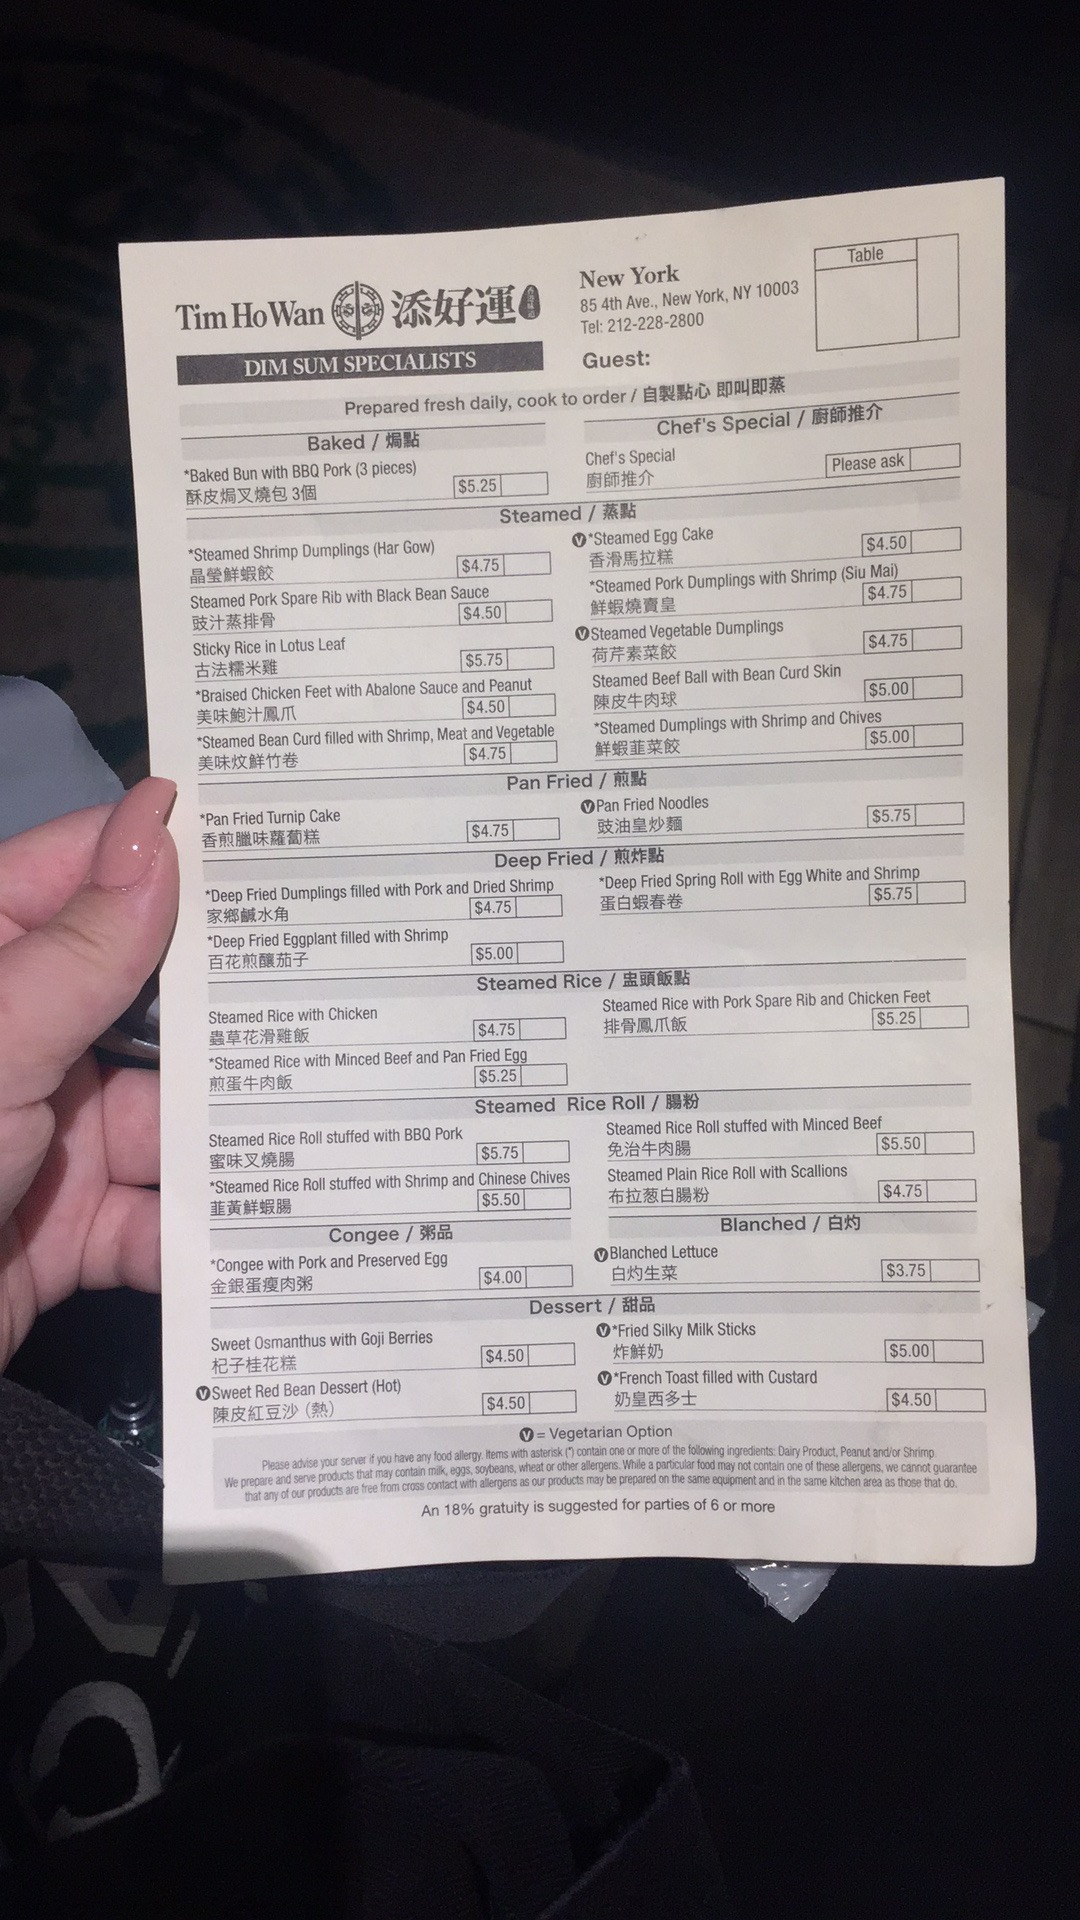 Tim Ho Wan 添好運
DIM SUM SPECIALISTS
New York
85 4th Ave., New York, NY 10003
Tel: 212-228-2800
Guest:
Table
Prepared fresh daily, cook to order / 自製點心 即叫即蒸
Baked / 焗點
*Baked Bun with BBQ Pork (3 pieces)
酥皮焗叉燒包 3個 $5.25
Chef's Special / 廚師推介
Chef's Special
廚師推介 Please ask
Steamed / 蒸點
*Steamed Shrimp Dumplings (Har Gow)
晶瑩鮮蝦餃 $4.75
Steamed Pork Spare Rib with Black Bean Sauce
豉汁蒸排骨 $4.50
Sticky Rice in Lotus Leaf
古法糯米雞 $5.75
*Braised Chicken Feet with Abalone Sauce and Peanut
美味鮑汁鳳爪 $4.50
*Steamed Bean Curd filled with Shrimp, Meat and Vegetable
美味炆鮮竹卷 $4.75
V *Steamed Egg Cake
香滑馬拉糕 $4.50
*Steamed Pork Dumplings with Shrimp (Siu Mai)
鮮蝦燒賣皇 $4.75
V Steamed Vegetable Dumplings
荷芹素菜餃 $4.75
Steamed Beef Ball with Bean Curd Skin
陳皮牛肉球 $5.00
*Steamed Dumplings with Shrimp and Chives
鮮蝦韮菜餃 $5.00
Pan Fried / 煎點
*Pan Fried Turnip Cake
香煎臘味蘿蔔糕 $4.75
V Pan Fried Noodles
豉油皇炒麵 $5.75
Deep Fried / 煎炸點
*Deep Fried Dumplings filled with Pork and Dried Shrimp
家鄉鹹水角 $4.75
*Deep Fried Eggplant filled with Shrimp
百花煎釀茄子 $5.00
*Deep Fried Spring Roll with Egg White and Shrimp
蛋白蝦春卷 $5.75
Steamed Rice / 盅頭飯點
Steamed Rice with Chicken
蟲草花滑雞飯 $4.75
*Steamed Rice with Minced Beef and Pan Fried Egg
煎蛋牛肉飯 $5.25
Steamed Rice with Pork Spare Rib and Chicken Feet
排骨鳳爪飯 $5.25
Steamed Rice Roll / 腸粉
Steamed Rice Roll stuffed with BBQ Pork
蜜味叉燒腸 $5.75
*Steamed Rice Roll stuffed with Shrimp and Chinese Chives
韮黃鮮蝦腸 $5.50
Steamed Rice Roll stuffed with Minced Beef
免治牛肉腸 $5.50
Steamed Plain Rice Roll with Scallions
布拉葱白腸粉 $4.75
Congee / 粥品
*Congee with Pork and Preserved Egg
金銀蛋瘦肉粥 $4.00
Blanched / 白灼
V Blanched Lettuce
白灼生菜 $3.75
Dessert / 甜品
Sweet Osmanthus with Goji Berries
杞子桂花糕 $4.50
V Sweet Red Bean Dessert (Hot)
陳皮紅豆沙 (熱) $4.50
V *Fried Silky Milk Sticks
炸鮮奶 $5.00
V *French Toast filled with Custard
奶皇西多士 $4.50
V = Vegetarian Option
Please advise your server if you have any food allergy. Items with asterisk (*) contain one or more of the following ingredients: Dairy Product, Peanut and/or Shrimp.
We prepare and serve products that may contain milk, eggs, soybeans, wheat or other allergens. While a particular food may not contain one of these allergens, we cannot guarantee
that any of our products are free from cross contact with allergens as our products may be prepared on the same equipment and in the same kitchen area as those that do.
An 18% gratuity is suggested for parties of 6 or more